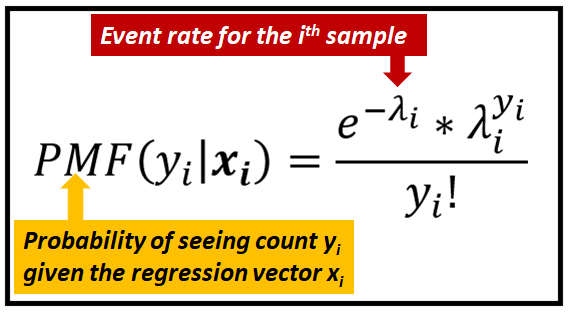 Event rate for the iᵗʰ sample
PMF(yᵢ|𝒙ᵢ) = (e^(−λᵢ) * λᵢ^(yᵢ)) / yᵢ!
Probability of seeing count yᵢ
given the regression vector xᵢ